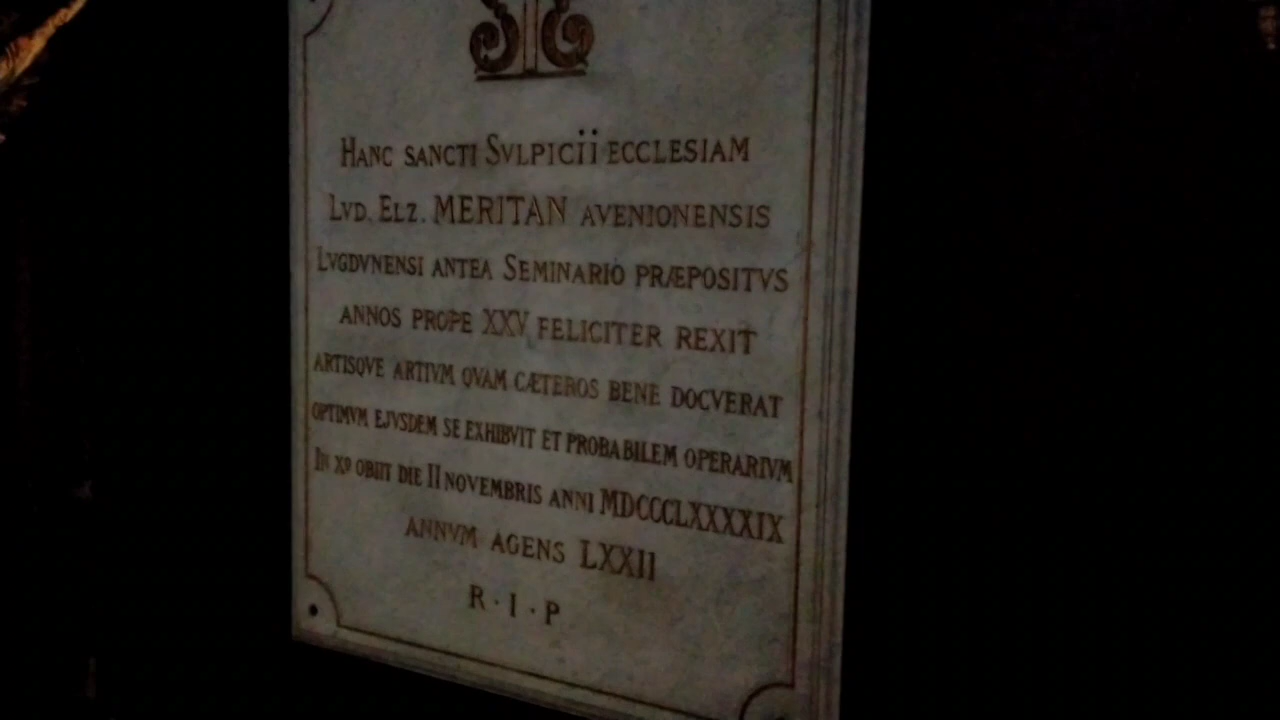 HANC SANCTI SVLPICII ECCLESIAM
LVD. ELZ. MERITAN AVENIONENSIS
LVGDVNENSI ANTEA SEMINARIO PRÆPOSITVS
ANNOS PROPE XXV FELICITER REXIT
ARTISQVE ARTIVM QVAM CÆTEROS BENE DOCVERAT
OPTIMVM EJVSDEM SE EXHIBVIT ET PROBABILEM OPERARIVM
IN Xº OBIIT DIE II NOVEMBRIS ANNI MDCCCLXXXXIX
ANNVM AGENS LXXII
R · I · P